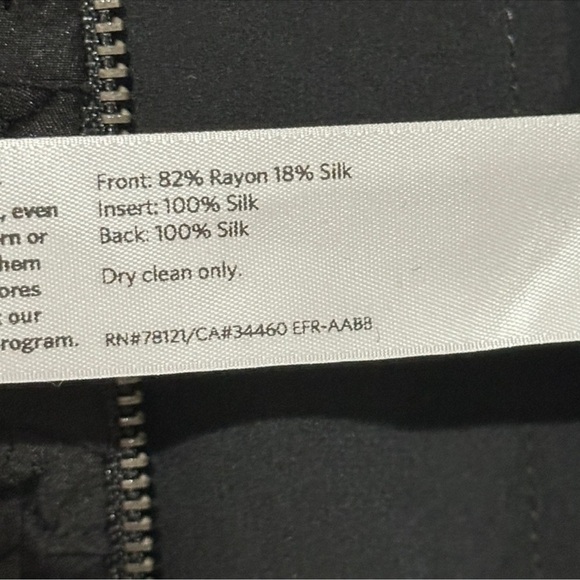 , even
rn or
hem
ores
our
rogram.
Front: 82% Rayon 18% Silk
Insert: 100% Silk
Back: 100% Silk
Dry clean only.
RN#78121/CA#34460 EFR-AABB